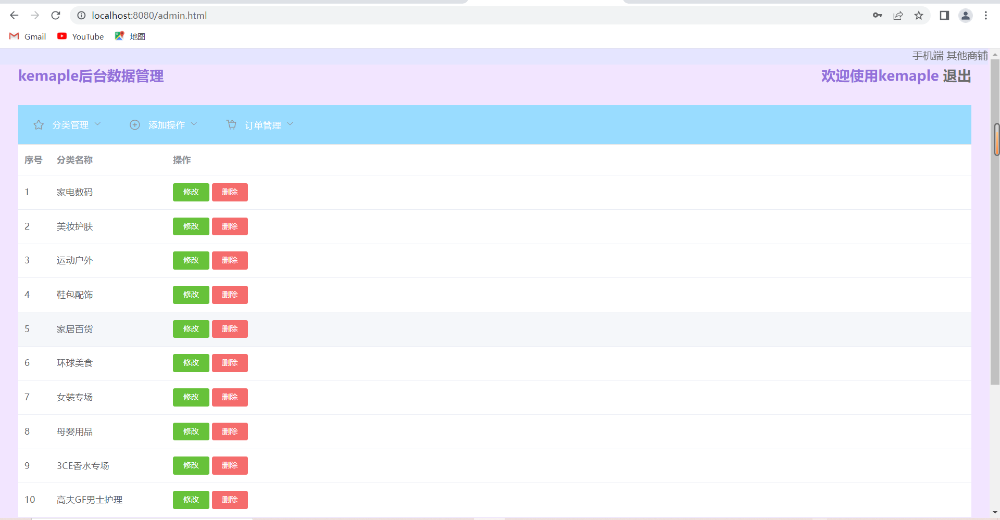 localhost:8080/admin.html
Gmail YouTube 地图
手机端 其他商铺
kemaple后台数据管理 欢迎使用kemaple 退出
分类管理 添加操作 订单管理
序号 分类名称 操作
1 家电数码 修改 删除
2 美妆护肤 修改 删除
3 运动户外 修改 删除
4 鞋包配饰 修改 删除
5 家居百货 修改 删除
6 环球美食 修改 删除
7 女装专场 修改 删除
8 母婴用品 修改 删除
9 3CE香水专场 修改 删除
10 高夫GF男士护理 修改 删除